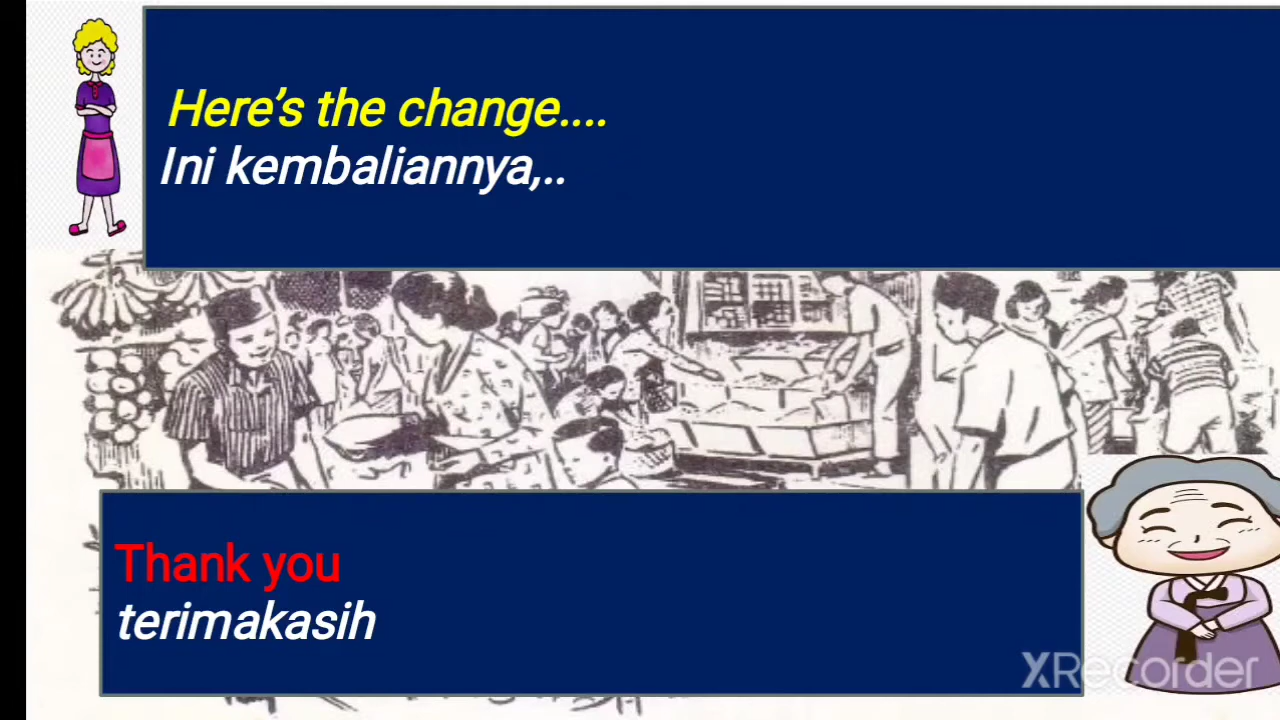 Here's the change....
Ini kembaliannya,..
Thank you
terimakasih
XRecorder